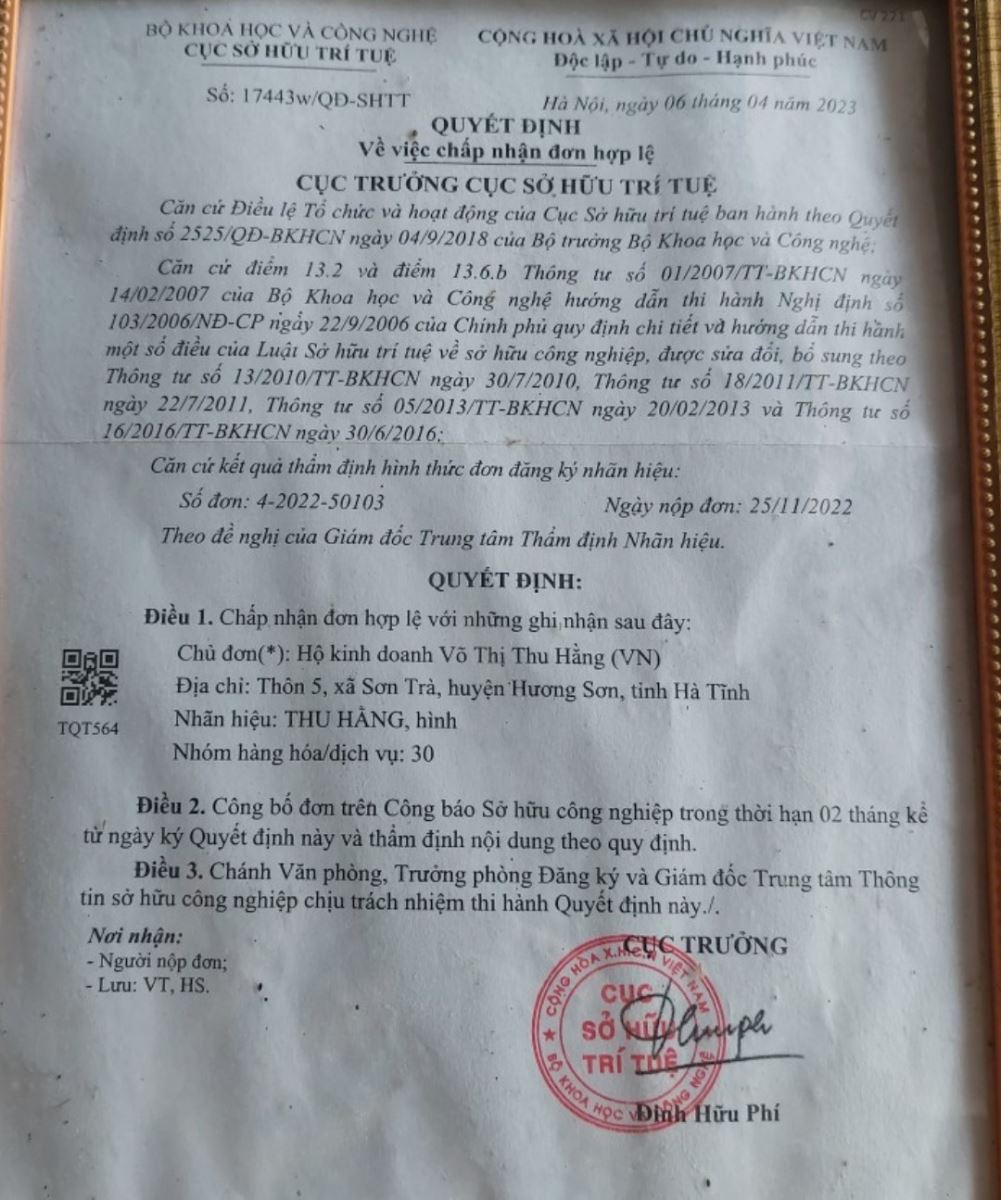 CV 221
BỘ KHOA HỌC VÀ CÔNG NGHỆ
CỤC SỞ HỮU TRÍ TUỆ
CỘNG HOÀ XÃ HỘI CHỦ NGHĨA VIỆT NAM
Độc lập - Tự do - Hạnh phúc
Số: 17443w/QĐ-SHTT
Hà Nội, ngày 06 tháng 04 năm 2023
QUYẾT ĐỊNH
Về việc chấp nhận đơn hợp lệ
CỤC TRƯỞNG CỤC SỞ HỮU TRÍ TUỆ
Căn cứ Điều lệ Tổ chức và hoạt động của Cục Sở hữu trí tuệ ban hành theo Quyết
định số 2525/QĐ-BKHCN ngày 04/9/2018 của Bộ trưởng Bộ Khoa học và Công nghệ;
Căn cứ điểm 13.2 và điểm 13.6.b Thông tư số 01/2007/TT-BKHCN ngày
14/02/2007 của Bộ Khoa học và Công nghệ hướng dẫn thi hành Nghị định số
103/2006/NĐ-CP ngày 22/9/2006 của Chính phủ quy định chi tiết và hướng dẫn thi hành
một số điều của Luật Sở hữu trí tuệ về sở hữu công nghiệp, được sửa đổi, bổ sung theo
Thông tư số 13/2010/TT-BKHCN ngày 30/7/2010, Thông tư số 18/2011/TT-BKHCN
ngày 22/7/2011, Thông tư số 05/2013/TT-BKHCN ngày 20/02/2013 và Thông tư số
16/2016/TT-BKHCN ngày 30/6/2016;
Căn cứ kết quả thẩm định hình thức đơn đăng ký nhãn hiệu:
Số đơn: 4-2022-50103
Ngày nộp đơn: 25/11/2022
Theo đề nghị của Giám đốc Trung tâm Thẩm định Nhãn hiệu.
QUYẾT ĐỊNH:
Điều 1. Chấp nhận đơn hợp lệ với những ghi nhận sau đây:
Chủ đơn(*): Hộ kinh doanh Võ Thị Thu Hằng (VN)
Địa chỉ: Thôn 5, xã Sơn Trà, huyện Hương Sơn, tỉnh Hà Tĩnh
Nhãn hiệu: THU HẰNG, hình
Nhóm hàng hóa/dịch vụ: 30
TQT564
Điều 2. Công bố đơn trên Công báo Sở hữu công nghiệp trong thời hạn 02 tháng kể
từ ngày ký Quyết định này và thẩm định nội dung theo quy định.
Điều 3. Chánh Văn phòng, Trưởng phòng Đăng ký và Giám đốc Trung tâm Thông
tin sở hữu công nghiệp chịu trách nhiệm thi hành Quyết định này./.
Nơi nhận:
- Người nộp đơn;
- Lưu: VT, HS.
CỤC TRƯỞNG
CỘNG HÒA X.H.C.N VIỆT NAM
CỤC
SỞ HỮU
TRÍ TUỆ
BỘ KHOA HỌC VÀ CÔNG NGHỆ
Đinh Hữu Phí